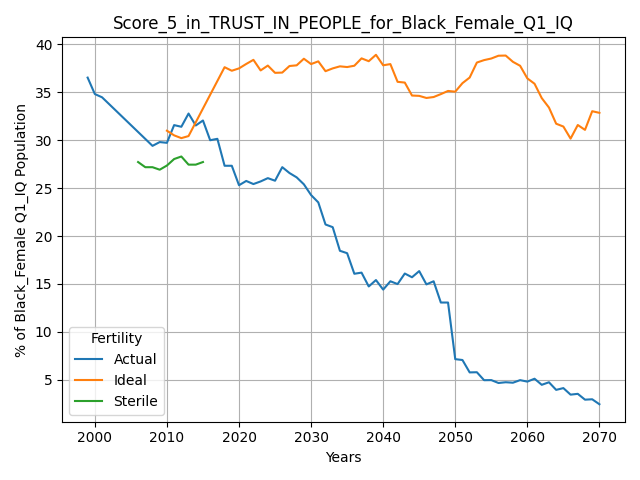 Score_5_in_TRUST_IN_PEOPLE_for_Black_Female_Q1_IQ
% of Black_Female Q1_IQ Population
40
35
30
25
20
15
10
5
Fertility
Actual
Ideal
Sterile
2000 2010 2020 2030 2040 2050 2060 2070
Years